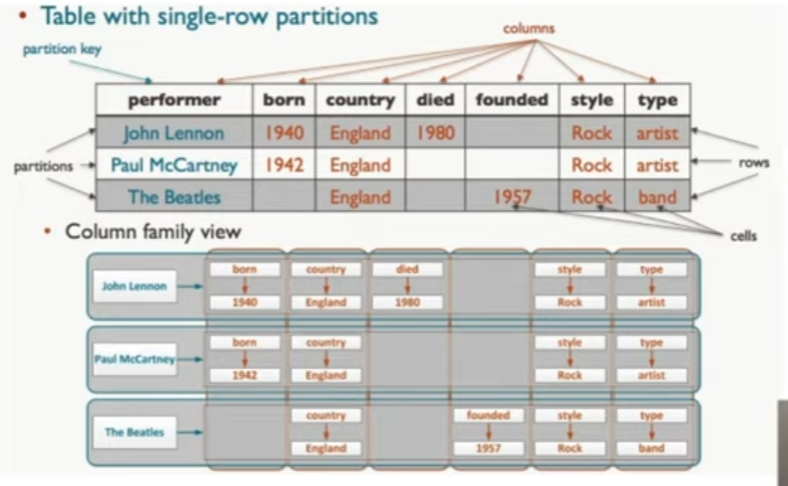 • Table with single-row partitions
partition key
columns
performer born country died founded style type
John Lennon 1940 England 1980 Rock artist
partitions Paul McCartney 1942 England Rock artist rows
The Beatles England 1957 Rock band
• Column family view
cells
born country died style type
John Lennon
1940 England 1980 Rock artist
born country style type
Paul McCartney
1942 England Rock artist
country founded style type
The Beatles
England 1957 Rock band